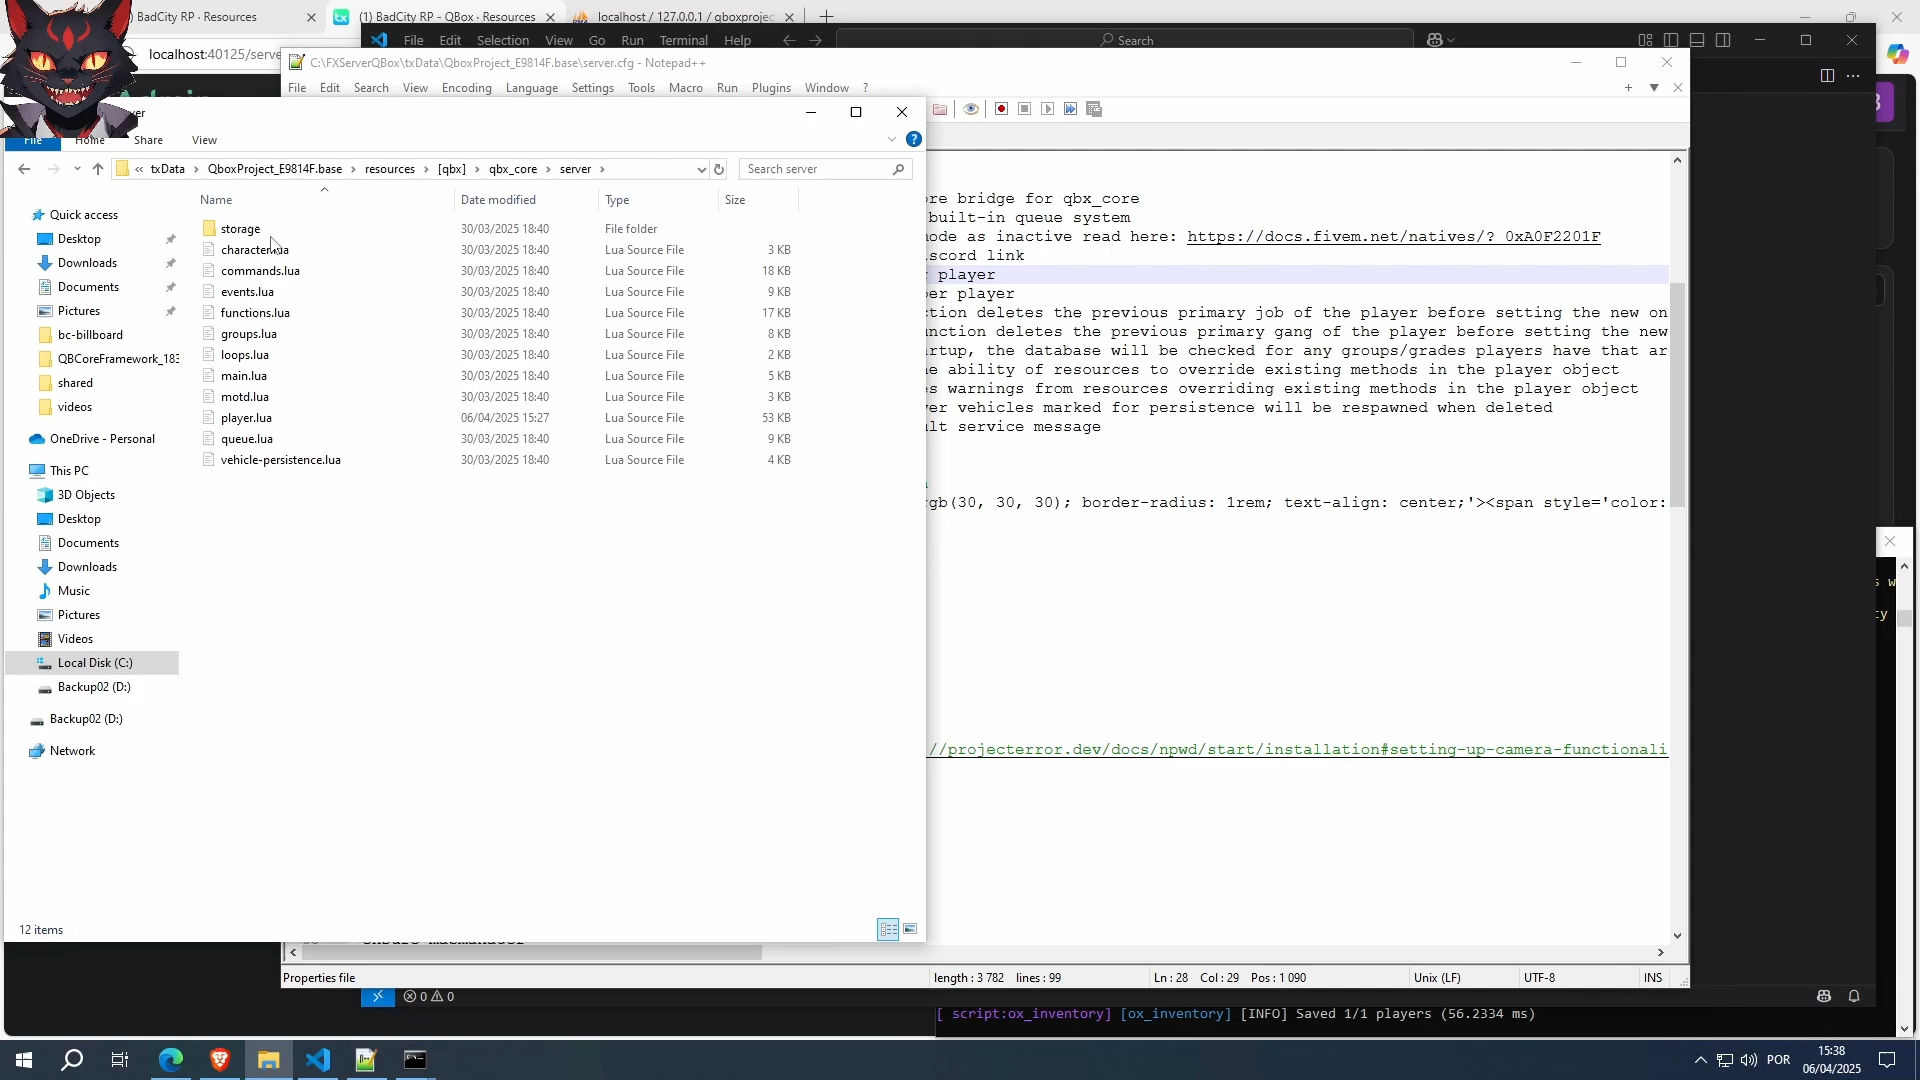 BadCity RP - Resources
(1) BadCity RP - QBox · Resources
localhost / 127.0.0.1 / qboxprojec
localhost:40125/serve
File Edit Selection View Go Run Terminal Help
Search
C:\FXServerQBox\txData\QboxProject_E9814F.base\server.cfg - Notepad++
File Edit Search View Encoding Language Settings Tools Macro Run Plugins Window ?
File Home Share View
« txData › QboxProject_E9814F.base › resources › [qbx] › qbx_core › server ›
Search server
Name Date modified Type Size
storage 30/03/2025 18:40 File folder
character.lua 30/03/2025 18:40 Lua Source File 3 KB
commands.lua 30/03/2025 18:40 Lua Source File 18 KB
events.lua 30/03/2025 18:40 Lua Source File 9 KB
functions.lua 30/03/2025 18:40 Lua Source File 17 KB
groups.lua 30/03/2025 18:40 Lua Source File 8 KB
loops.lua 30/03/2025 18:40 Lua Source File 2 KB
main.lua 30/03/2025 18:40 Lua Source File 5 KB
motd.lua 30/03/2025 18:40 Lua Source File 3 KB
player.lua 06/04/2025 15:27 Lua Source File 53 KB
queue.lua 30/03/2025 18:40 Lua Source File 9 KB
vehicle-persistence.lua 30/03/2025 18:40 Lua Source File 4 KB
Quick access
Desktop
Downloads
Documents
Pictures
bc-billboard
QBCoreFramework_183
shared
videos
OneDrive - Personal
This PC
3D Objects
Desktop
Documents
Downloads
Music
Pictures
Videos
Local Disk (C:)
Backup02 (D:)
Backup02 (D:)
Network
12 items
re bridge for qbx_core
built-in queue system
ode as inactive read here: https://docs.fivem.net/natives/?_0xA0F2201F
scord link
player
er player
ction deletes the previous primary job of the player before setting the new on
unction deletes the previous primary gang of the player before setting the new
rtup, the database will be checked for any groups/grades players have that ar
e ability of resources to override existing methods in the player object
es warnings from resources overriding existing methods in the player object
er vehicles marked for persistence will be respawned when deleted
lt service message
rgb(30, 30, 30); border-radius: 1rem; text-align: center;'><span style='color:
//projecterror.dev/docs/npwd/start/installation#setting-up-camera-functionali
Properties file length : 3 782 lines : 99 Ln : 28 Col : 29 Pos : 1 090 Unix (LF) UTF-8 INS
0 0
[ script:ox_inventory] [ox_inventory] [INFO] Saved 1/1 players (56.2334 ms)
POR
15:38
06/04/2025